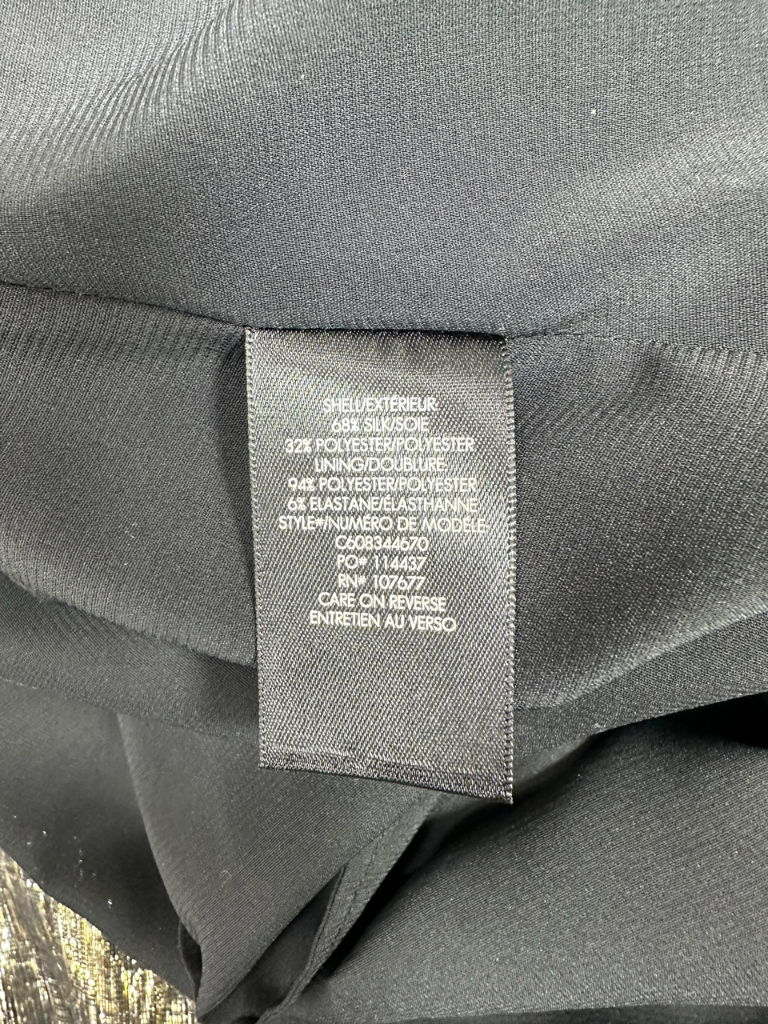 SHELL/EXTÉRIEUR
68% SILK/SOIE
32% POLYESTER/POLYESTER
LINING/DOUBLURE
94% POLYESTER/POLYESTER
6% ELASTANE/ÉLASTHANNE
STYLE#/NUMÉRO DE MODÈLE
C608344670
PO# 114437
RN# 107677
CARE ON REVERSE
ENTRETIEN AU VERSO